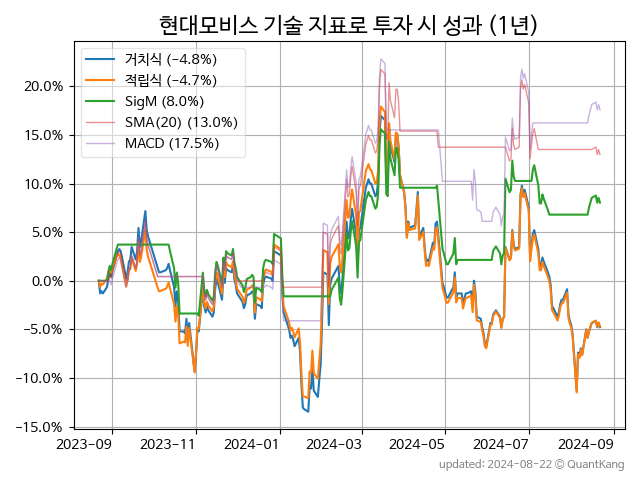 현대모비스 기술 지표로 투자 시 성과 (1년)
거치식 (−4.8%)
적립식 (−4.7%)
SigM (8.0%)
SMA(20) (13.0%)
MACD (17.5%)
20.0%
15.0%
10.0%
5.0%
0.0%
−5.0%
−10.0%
−15.0%
2023-09 2023-11 2024-01 2024-03 2024-05 2024-07 2024-09
updated: 2024-08-22 © QuantKang